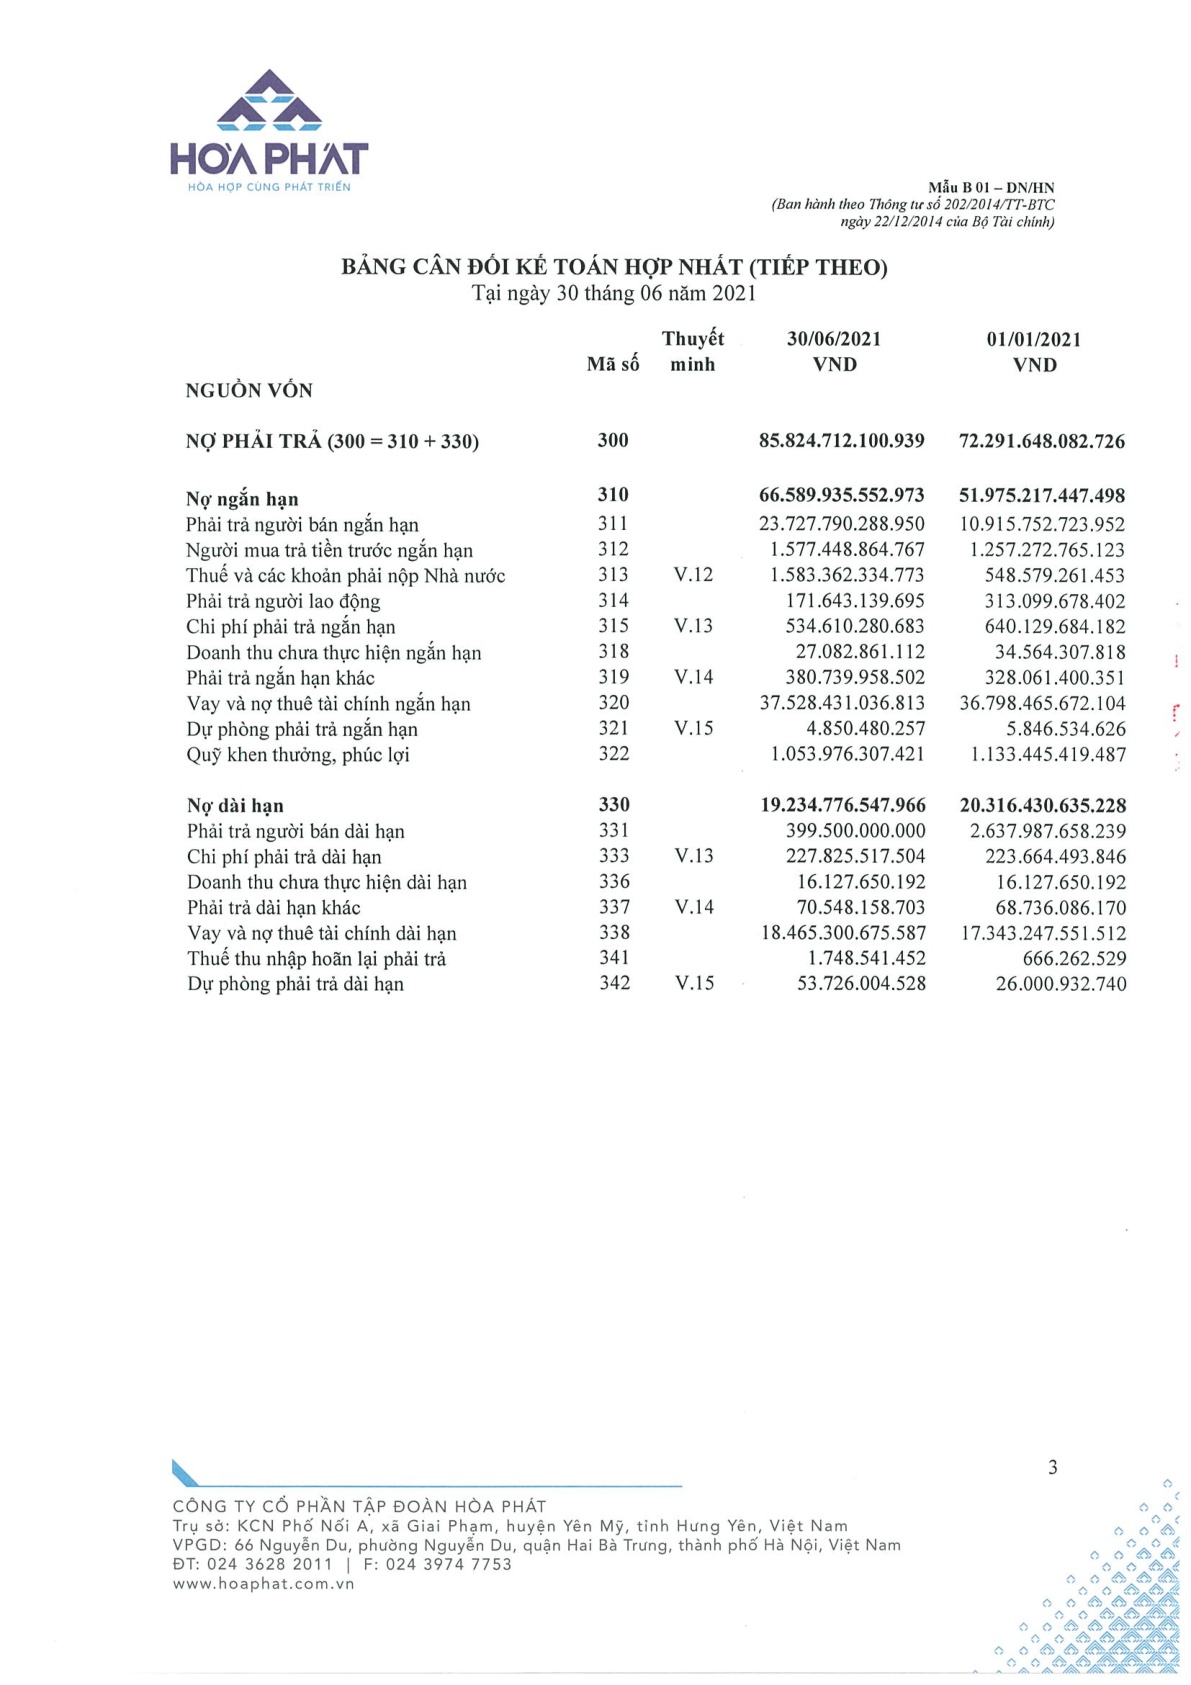 HÒA PHÁT
HÒA HỢP CÙNG PHÁT TRIỂN
Mẫu B 01 – DN/HN
(Ban hành theo Thông tư số 202/2014/TT-BTC
ngày 22/12/2014 của Bộ Tài chính)
BẢNG CÂN ĐỐI KẾ TOÁN HỢP NHẤT (TIẾP THEO)
Tại ngày 30 tháng 06 năm 2021
Thuyết 30/06/2021 01/01/2021
Mã số minh VND VND
NGUỒN VỐN
NỢ PHẢI TRẢ (300 = 310 + 330) 300 85.824.712.100.939 72.291.648.082.726
Nợ ngắn hạn 310 66.589.935.552.973 51.975.217.447.498
Phải trả người bán ngắn hạn 311 23.727.790.288.950 10.915.752.723.952
Người mua trả tiền trước ngắn hạn 312 1.577.448.864.767 1.257.272.765.123
Thuế và các khoản phải nộp Nhà nước 313 V.12 1.583.362.334.773 548.579.261.453
Phải trả người lao động 314 171.643.139.695 313.099.678.402
Chi phí phải trả ngắn hạn 315 V.13 534.610.280.683 640.129.684.182
Doanh thu chưa thực hiện ngắn hạn 318 27.082.861.112 34.564.307.818
Phải trả ngắn hạn khác 319 V.14 380.739.958.502 328.061.400.351
Vay và nợ thuê tài chính ngắn hạn 320 37.528.431.036.813 36.798.465.672.104
Dự phòng phải trả ngắn hạn 321 V.15 4.850.480.257 5.846.534.626
Quỹ khen thưởng, phúc lợi 322 1.053.976.307.421 1.133.445.419.487
Nợ dài hạn 330 19.234.776.547.966 20.316.430.635.228
Phải trả người bán dài hạn 331 399.500.000.000 2.637.987.658.239
Chi phí phải trả dài hạn 333 V.13 227.825.517.504 223.664.493.846
Doanh thu chưa thực hiện dài hạn 336 16.127.650.192 16.127.650.192
Phải trả dài hạn khác 337 V.14 70.548.158.703 68.736.086.170
Vay và nợ thuê tài chính dài hạn 338 18.465.300.675.587 17.343.247.551.512
Thuế thu nhập hoãn lại phải trả 341 1.748.541.452 666.262.529
Dự phòng phải trả dài hạn 342 V.15 53.726.004.528 26.000.932.740
3
CÔNG TY CỔ PHẦN TẬP ĐOÀN HÒA PHÁT
Trụ sở: KCN Phố Nối A, xã Giai Phạm, huyện Yên Mỹ, tỉnh Hưng Yên, Việt Nam
VPGD: 66 Nguyễn Du, phường Nguyễn Du, quận Hai Bà Trưng, thành phố Hà Nội, Việt Nam
ĐT: 024 3628 2011 | F: 024 3974 7753
www.hoaphat.com.vn